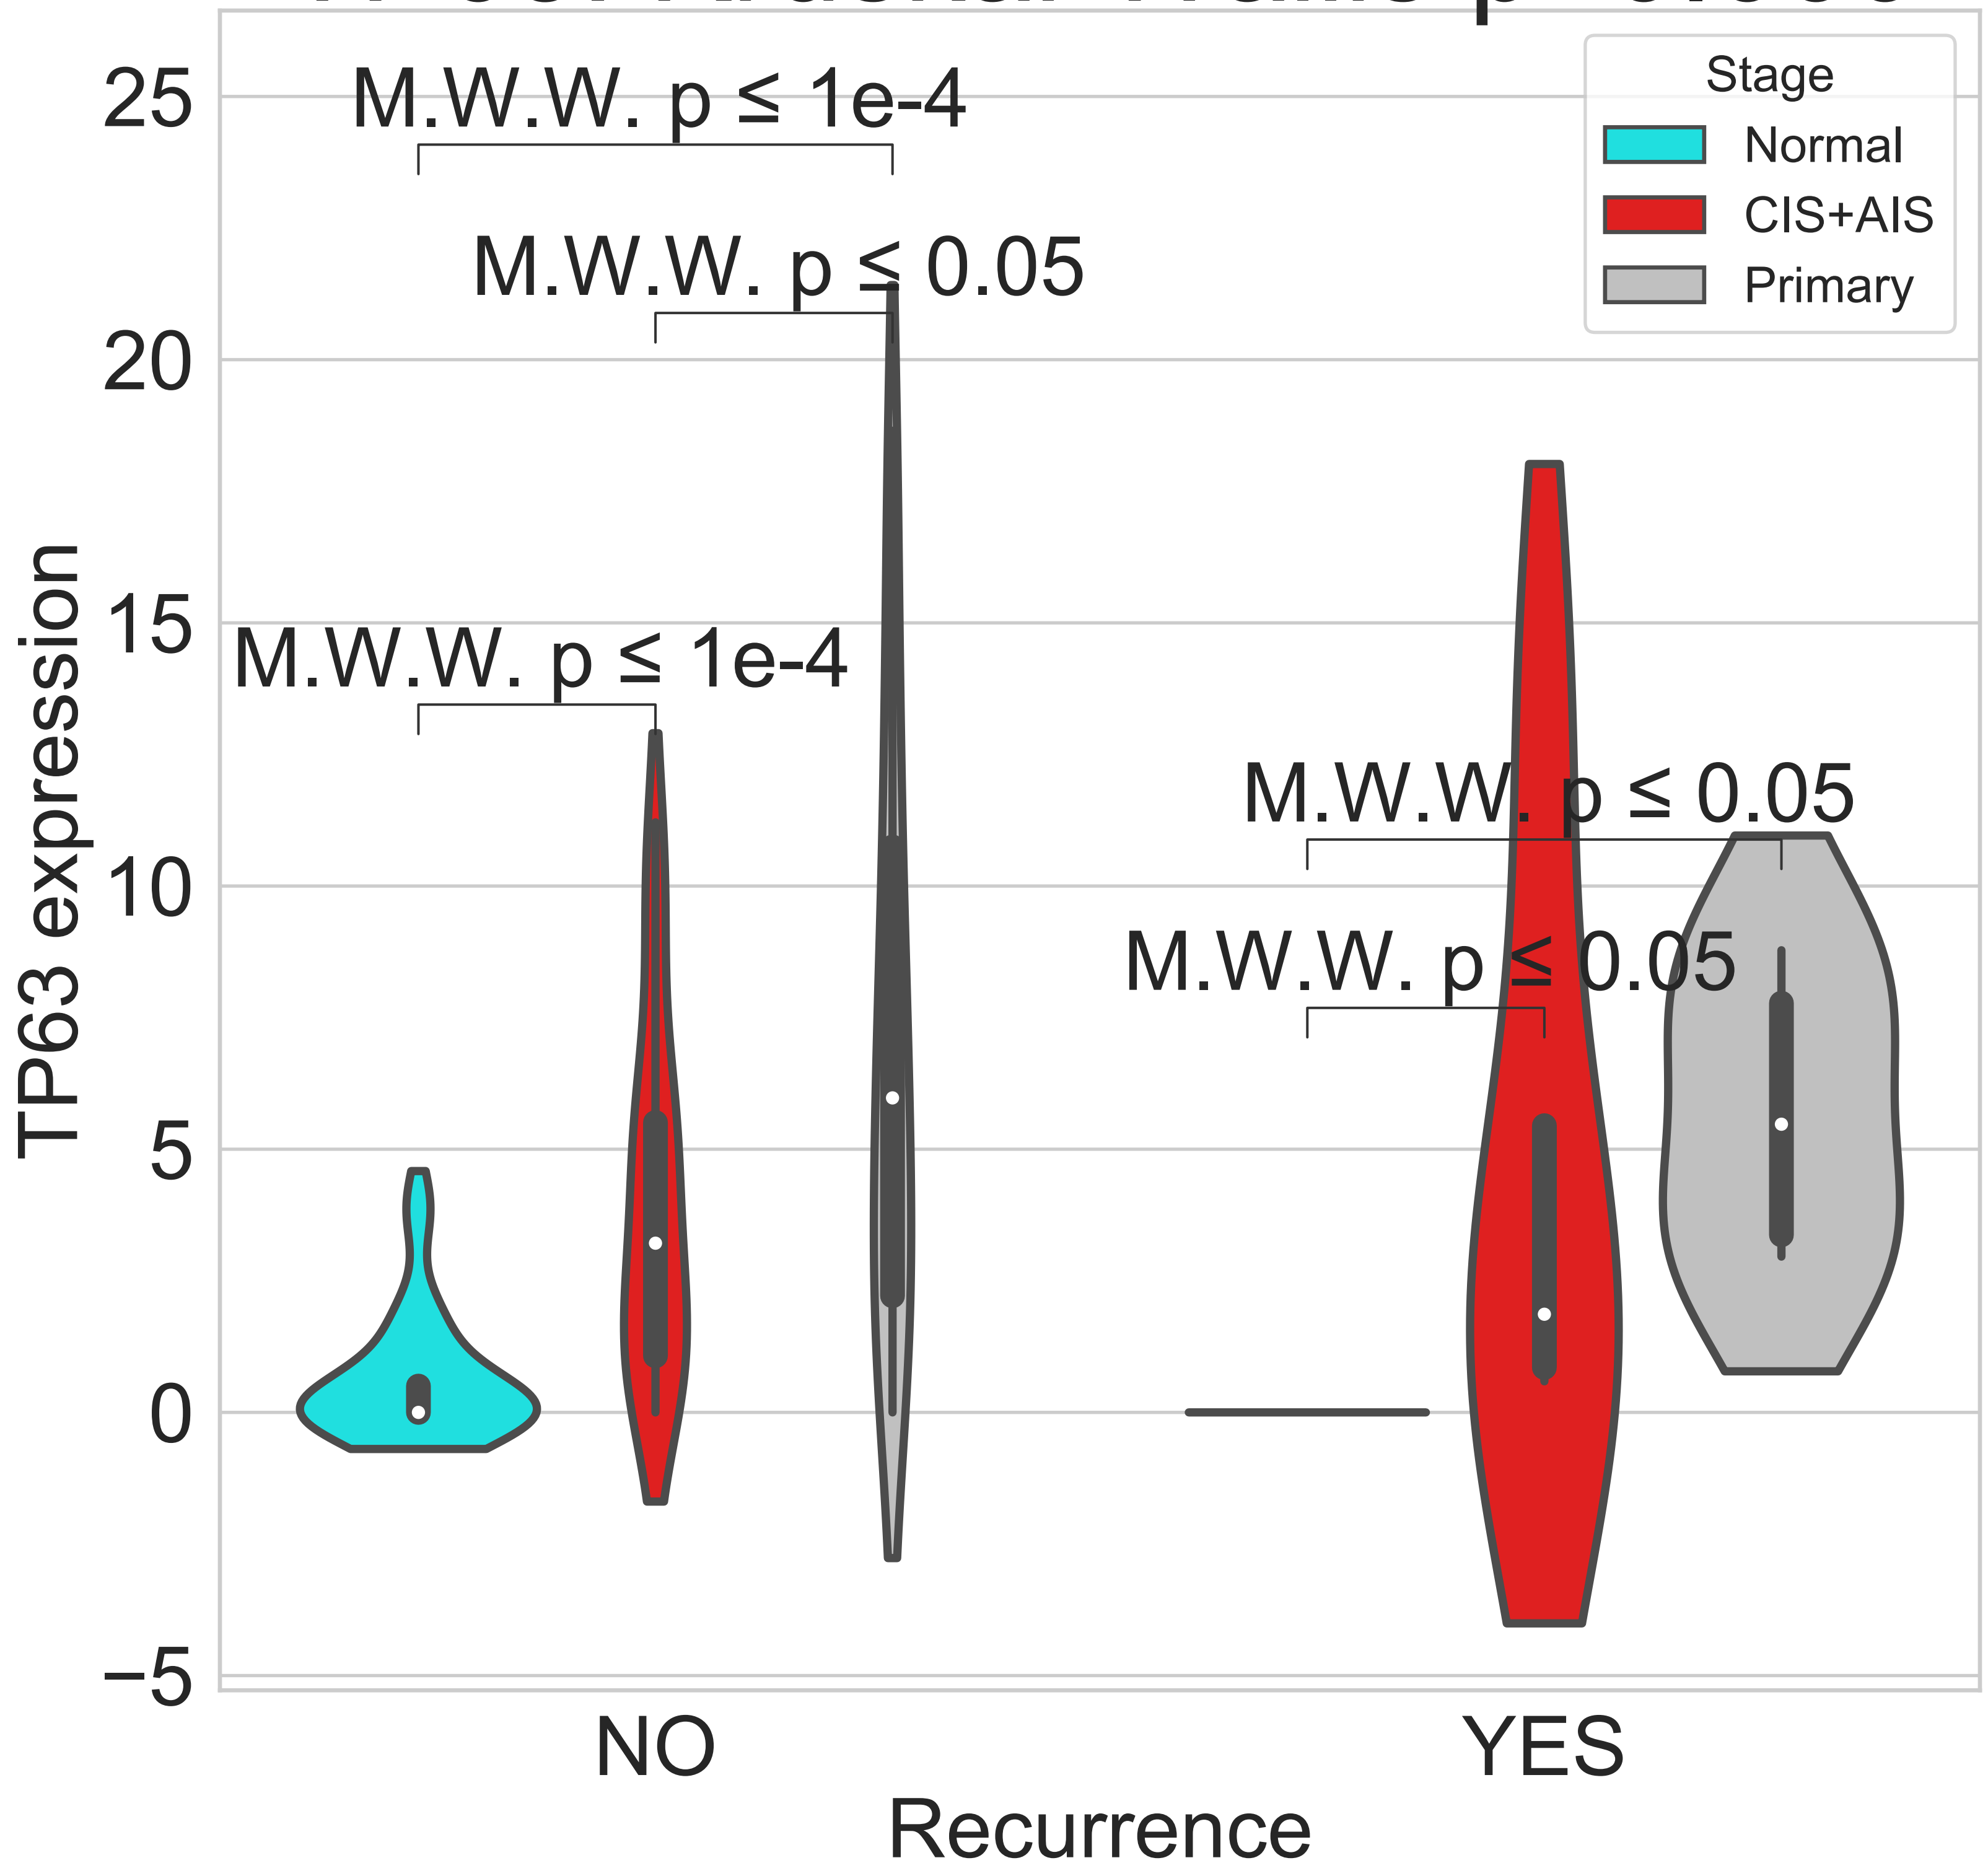 M.W.W. p ≤ 1e-4
M.W.W. p ≤ 0.05
M.W.W. p ≤ 1e-4
M.W.W. p ≤ 0.05
M.W.W. p ≤ 0.05
Stage
Normal
CIS+AIS
Primary
25
20
15
10
5
0
−5
TP63 expression
NO
YES
Recurrence